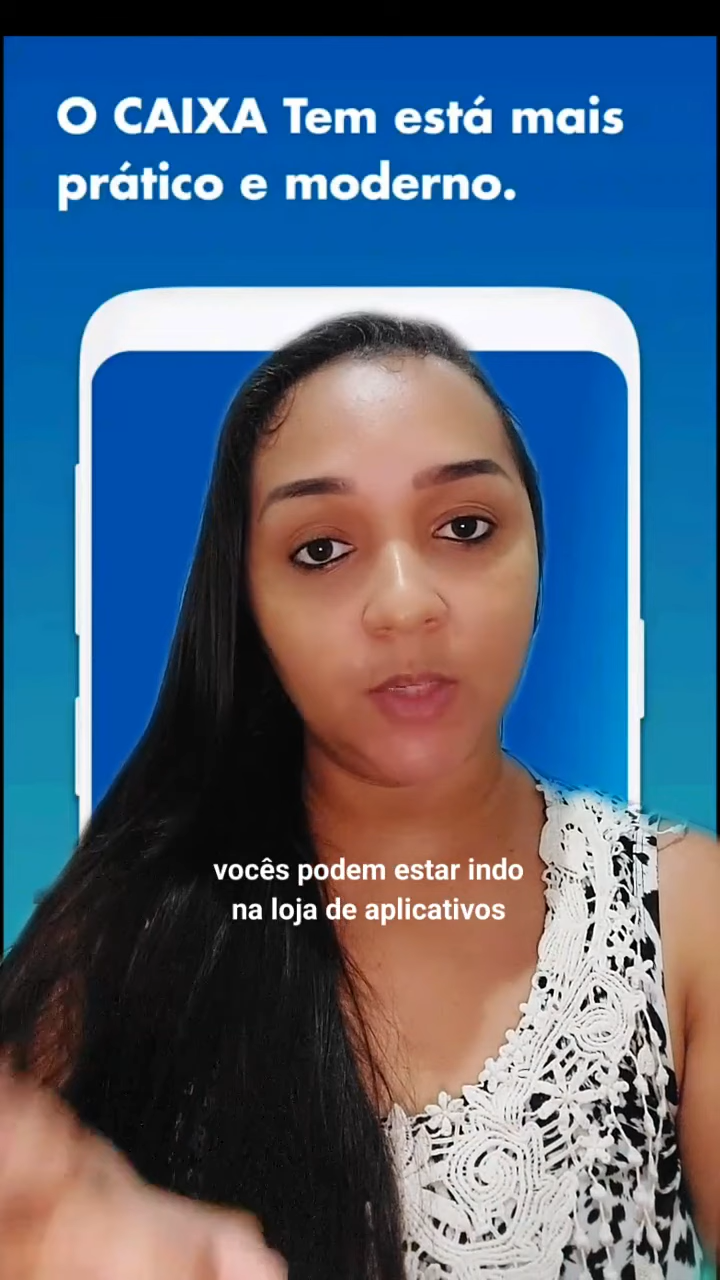 O CAIXA Tem está mais
prático e moderno.
vocês podem estar indo
na loja de aplicativos